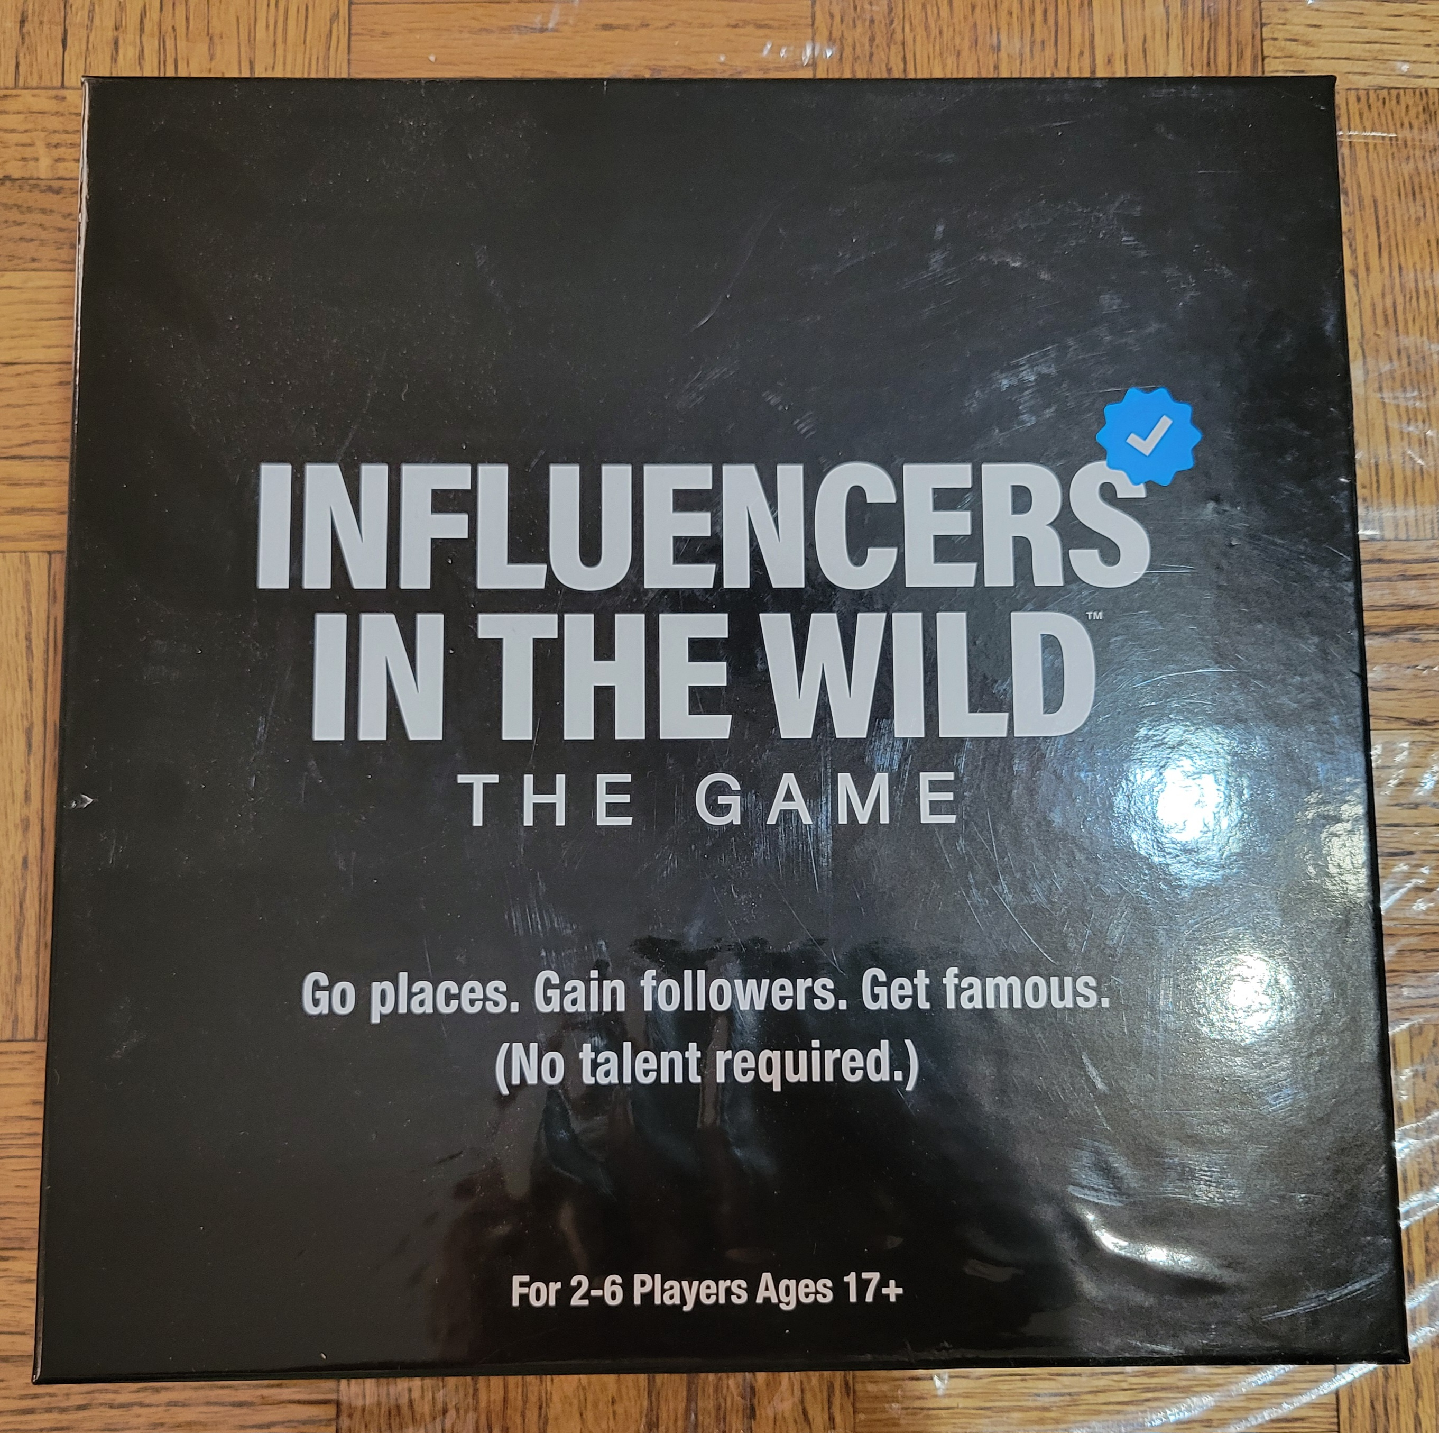 INFLUENCERS
IN THE WILD™
THE GAME
Go places. Gain followers. Get famous.
(No talent required.)
For 2-6 Players Ages 17+